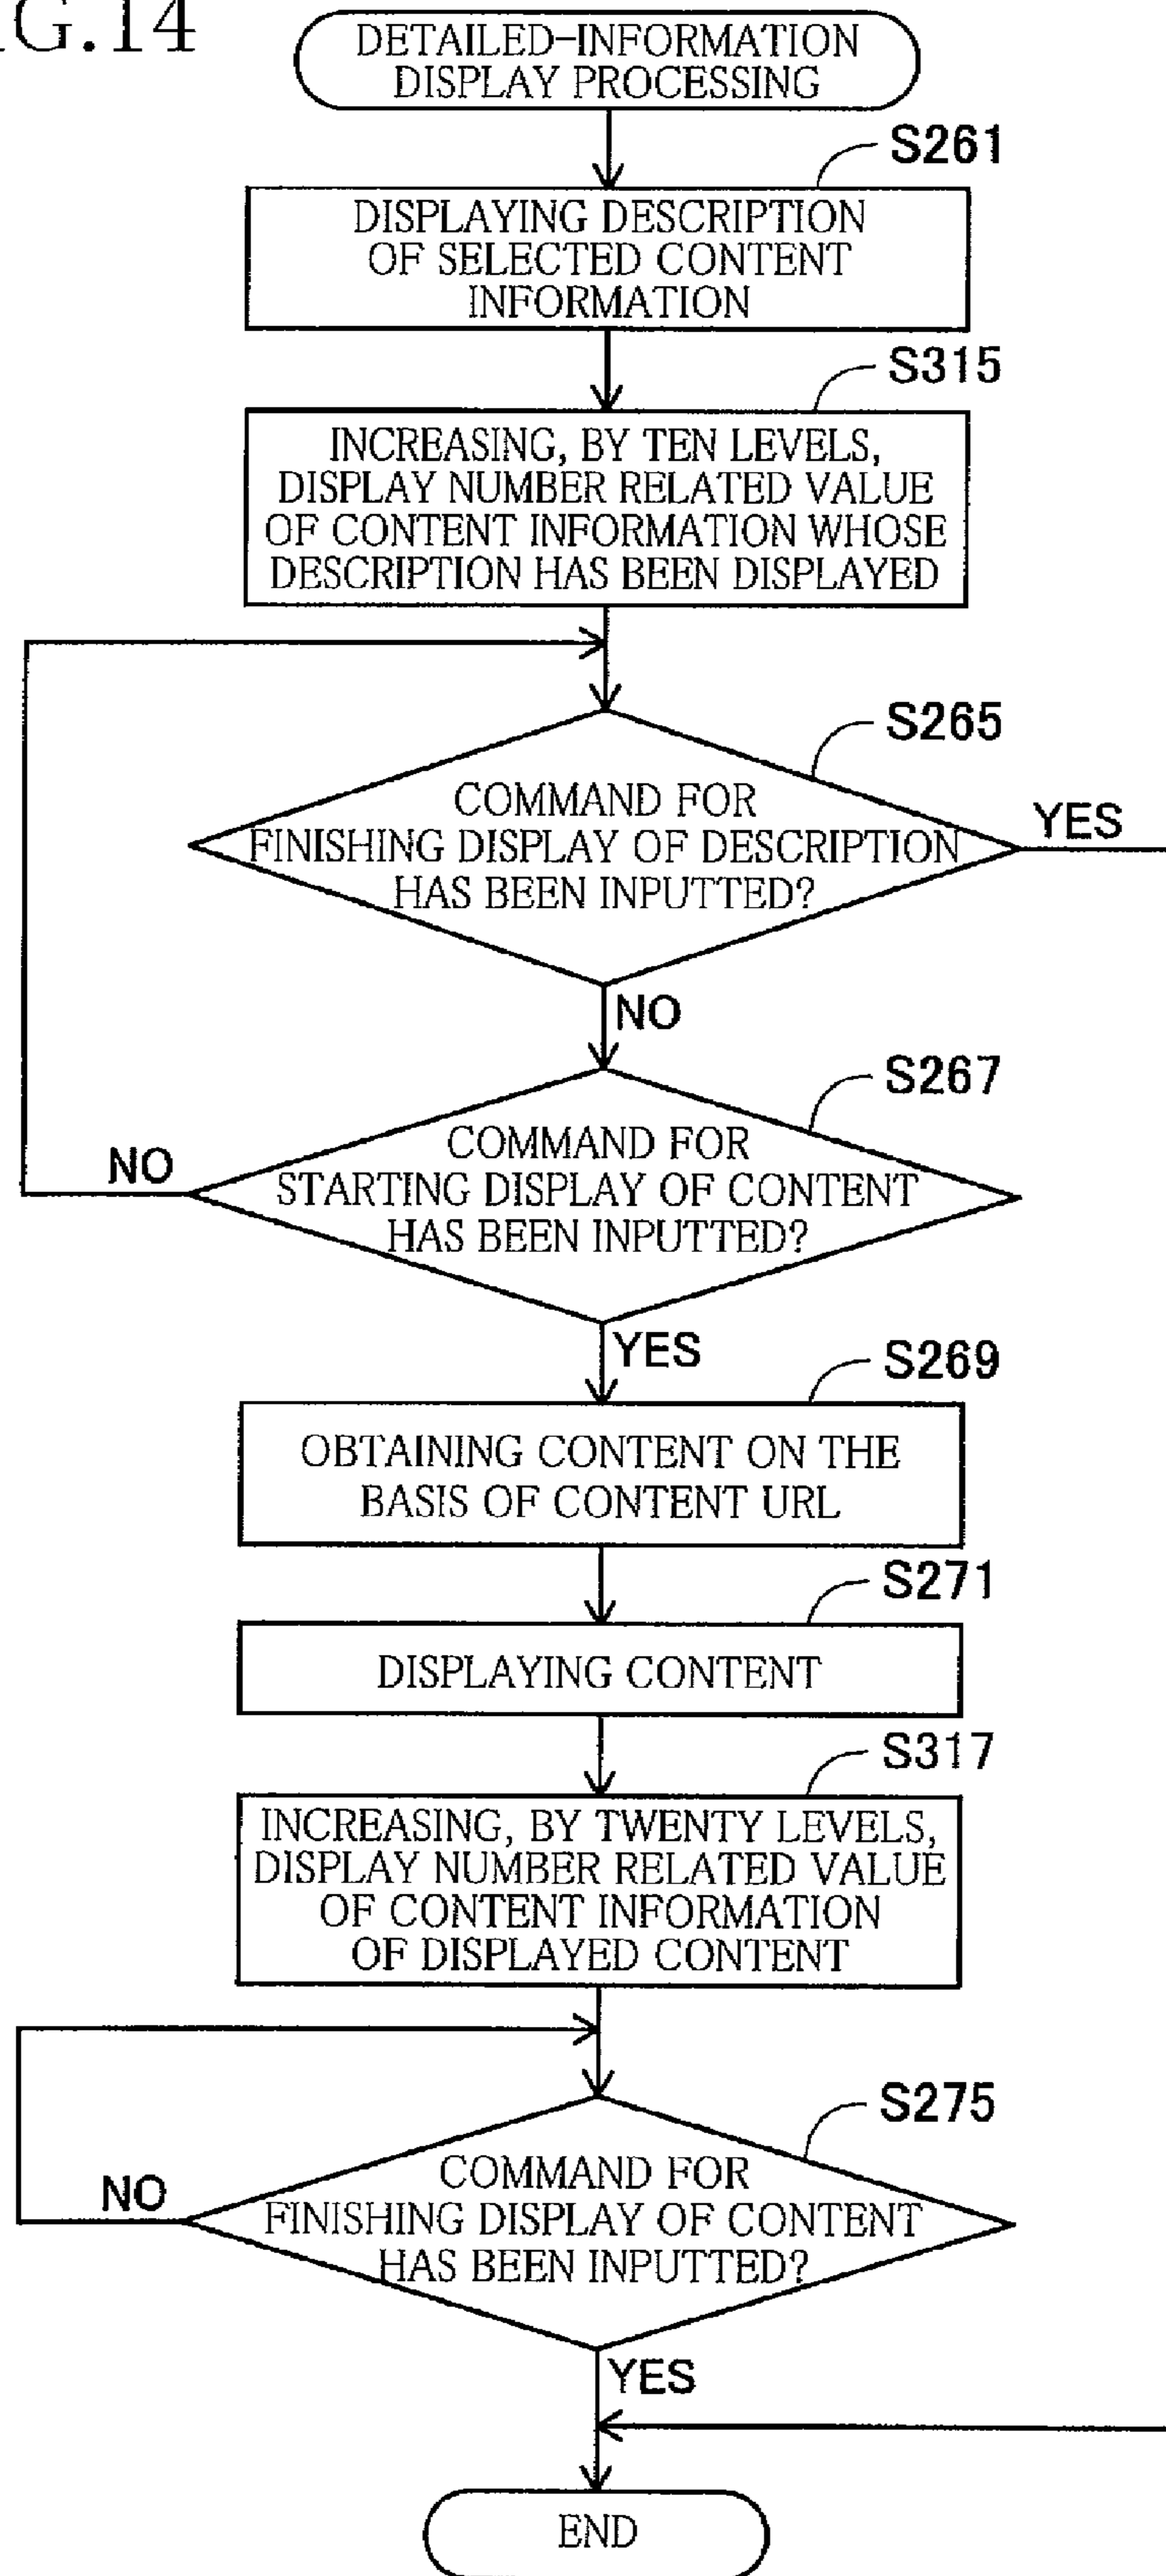 G.14
DETAILED-INFORMATION
DISPLAY PROCESSING
S261
DISPLAYING DESCRIPTION
OF SELECTED CONTENT
INFORMATION
S315
INCREASING, BY TEN LEVELS,
DISPLAY NUMBER RELATED VALUE
OF CONTENT INFORMATION WHOSE
DESCRIPTION HAS BEEN DISPLAYED
S265
COMMAND FOR
FINISHING DISPLAY OF DESCRIPTION
HAS BEEN INPUTTED?
YES
NO
S267
COMMAND FOR
STARTING DISPLAY OF CONTENT
HAS BEEN INPUTTED?
NO
YES
S269
OBTAINING CONTENT ON THE
BASIS OF CONTENT URL
S271
DISPLAYING CONTENT
S317
INCREASING, BY TWENTY LEVELS,
DISPLAY NUMBER RELATED VALUE
OF CONTENT INFORMATION
OF DISPLAYED CONTENT
S275
COMMAND FOR
FINISHING DISPLAY OF CONTENT
HAS BEEN INPUTTED?
NO
YES
END